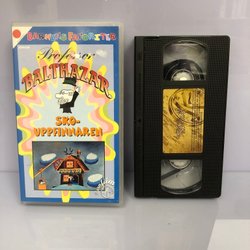 BARNENS FAVORITER
Professor
BALTHAZAR
SKO-
UPPFINNAREN